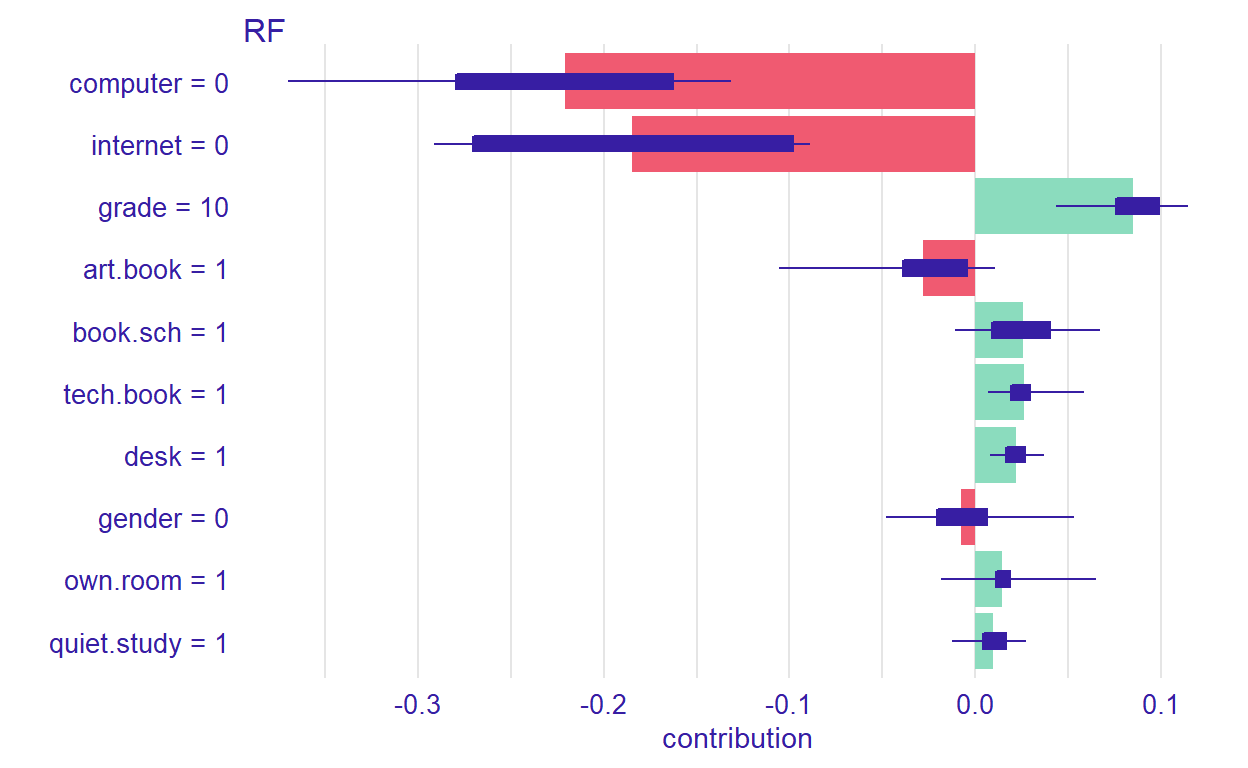 RF
computer = 0
internet = 0
grade = 10
art.book = 1
book.sch = 1
tech.book = 1
desk = 1
gender = 0
own.room = 1
quiet.study = 1
-0.3 -0.2 -0.1 0.0 0.1
contribution